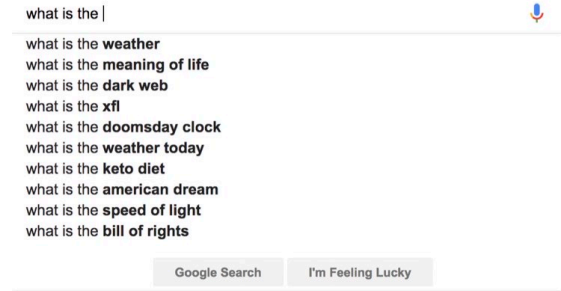 what is the
what is the weather
what is the meaning of life
what is the dark web
what is the xfl
what is the doomsday clock
what is the weather today
what is the keto diet
what is the american dream
what is the speed of light
what is the bill of rights
Google Search I'm Feeling Lucky